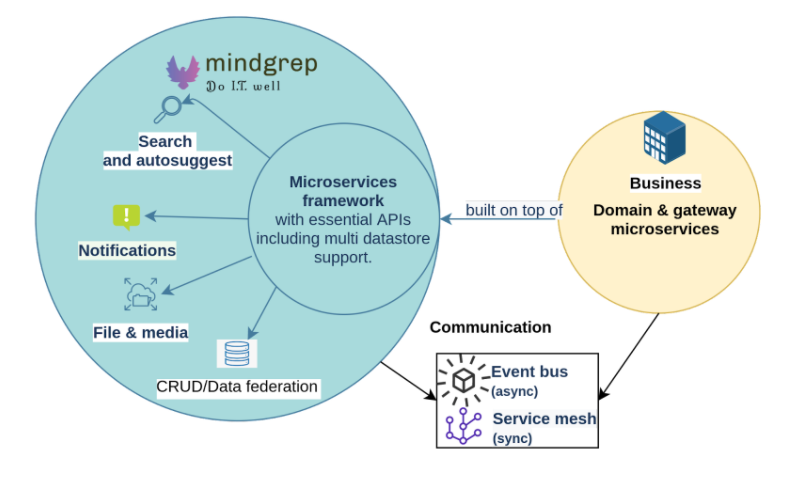 mindgrep
Do I.T. well
Search
and autosuggest
Microservices
framework
with essential APIs
including multi datastore
support.
Notifications
File & media
CRUD/Data federation
built on top of
Business
Domain & gateway
microservices
Communication
Event bus
(async)
Service mesh
(sync)